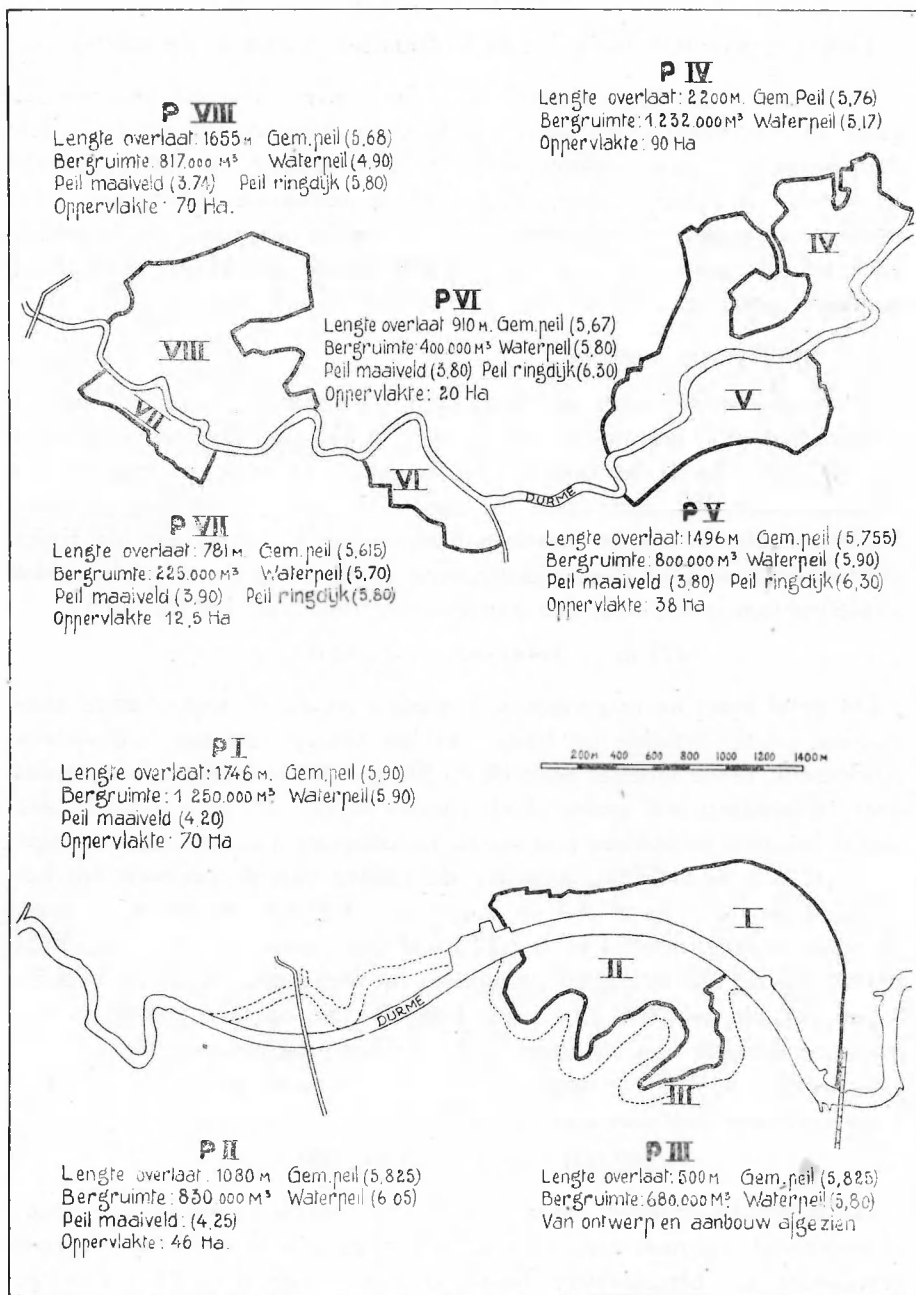 P IV
Lengte overlaat: 2200 M. Gem. Peil (5,76)
Bergruimte: 1.232.000 M³ Waterpeil (5,17)
Oppervlakte: 90 Ha
P VIII
Lengte overlaat: 1655 M Gem. peil (5,68)
Bergruimte: 817.000 M³ Waterpeil (4,90)
Peil maaiveld (3.74) Peil ringdijk (5,80)
Oppervlakte: 70 Ha.
IV
P VI
Lengte overlaat 910 M. Gem. peil (5,67)
Bergruimte: 400.000 M³ Waterpeil (5,80)
Peil maaiveld (3,80) Peil ringdijk (6,30)
Oppervlakte: 20 Ha
VIII
VII
V
VI
DURME
P VII
Lengte overlaat: 781 M. Gem. peil (5,615)
Bergruimte: 225.000 M³ Waterpeil (5,70)
Peil maaiveld (3,90) Peil ringdijk (5,80)
Oppervlakte 12,5 Ha
P V
Lengte overlaat: 1496 M Gem. peil (5,755)
Bergruimte: 800.000 M³ Waterpeil (5,90)
Peil maaiveld (3,80) Peil ringdijk (6,30)
Oppervlakte: 38 Ha
P I
Lengte overlaat: 1746 M. Gem. peil (5,90)
Bergruimte: 1 250.000 M³ Waterpeil (5,90)
Peil maaiveld (4,20)
Oppervlakte: 70 Ha
200M 400 600 800 1000 1200 1400 M
I
II
DURME
III
P II
Lengte overlaat. 1080 M Gem. peil (5,825)
Bergruimte: 830 000 M³ Waterpeil (6 05)
Peil maaiveld: (4,25)
Oppervlakte: 46 Ha.
P III
Lengte overlaat: 500 M. Gem. peil (5,825)
Bergruimte: 680.000 M³ Waterpeil (5,80)
Van ontwerp en aanbouw afgezien